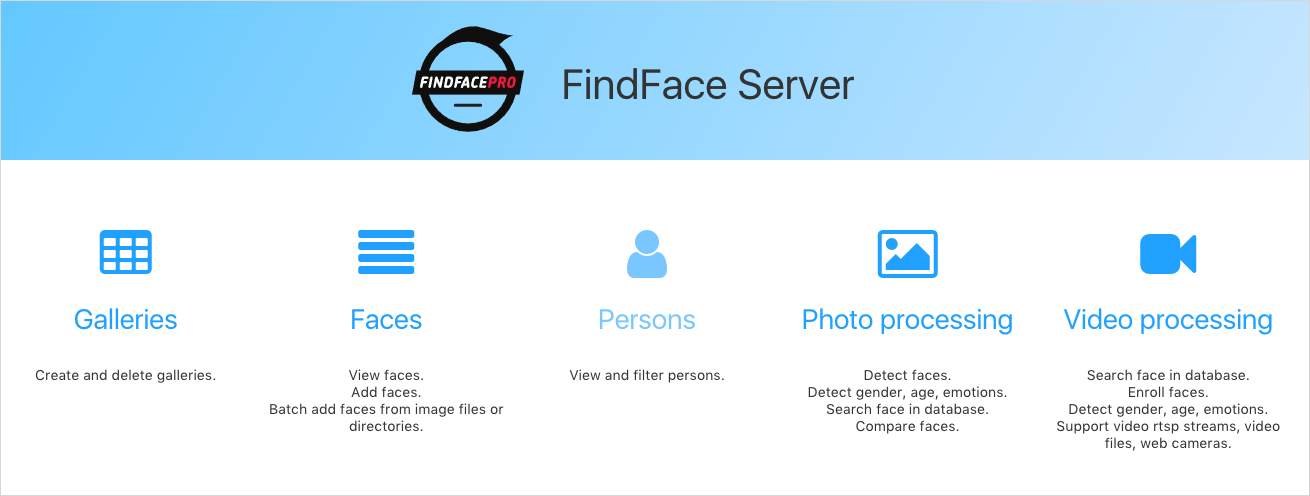 FINDFACEPRO
FindFace Server
Galleries
Create and delete galleries.
Faces
View faces.
Add faces.
Batch add faces from image files or
directories.
Persons
View and filter persons.
Photo processing
Detect faces.
Detect gender, age, emotions.
Search face in database.
Compare faces.
Video processing
Search face in database.
Enroll faces.
Detect gender, age, emotions.
Support video rtsp streams, video
files, web cameras.